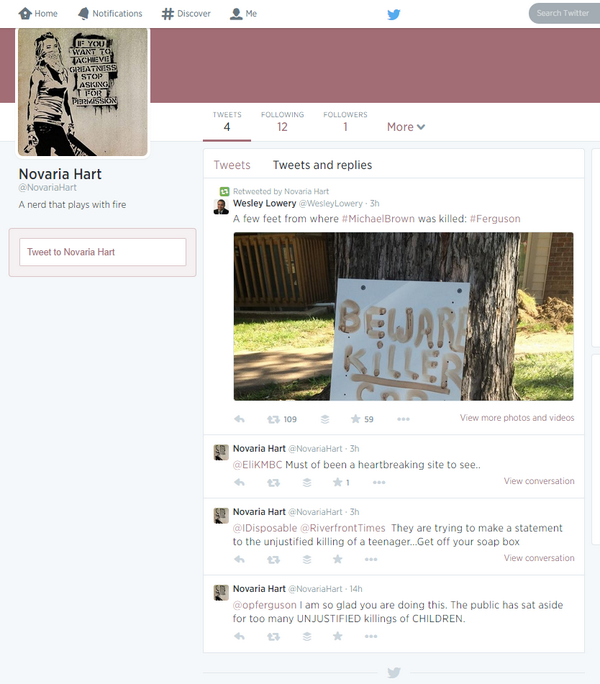 Home Notifications Discover Me Search Twitter
IF YOU
WANT TO
ACHIEVE
GREATNESS
STOP
ASKING
FOR
PERMISSION
TWEETS FOLLOWING FOLLOWERS
4 12 1 More
Novaria Hart
@NovariaHart
A nerd that plays with fire
Tweet to Novaria Hart
Tweets Tweets and replies
Retweeted by Novaria Hart
Wesley Lowery @WesleyLowery · 3h
A few feet from where #MichaelBrown was killed: #Ferguson
BEWARE
KILLER
COP
109 59 View more photos and videos
Novaria Hart @NovariaHart · 3h
@EliKMBC Must of been a heartbreaking site to see..
1 View conversation
Novaria Hart @NovariaHart · 3h
@IDisposable @RiverfrontTimes They are trying to make a statement
to the unjustified killing of a teenager...Get off your soap box
View conversation
Novaria Hart @NovariaHart · 14h
@opferguson I am so glad you are doing this. The public has sat aside
for too many UNJUSTIFIED killings of CHILDREN.